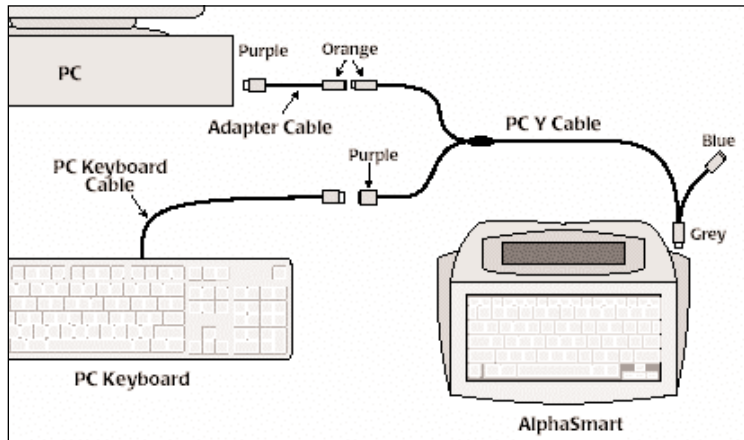 Purple
Orange
PC
Adapter Cable
PC Y Cable
Blue
PC Keyboard
Cable
Purple
Grey
PC Keyboard
AlphaSmart